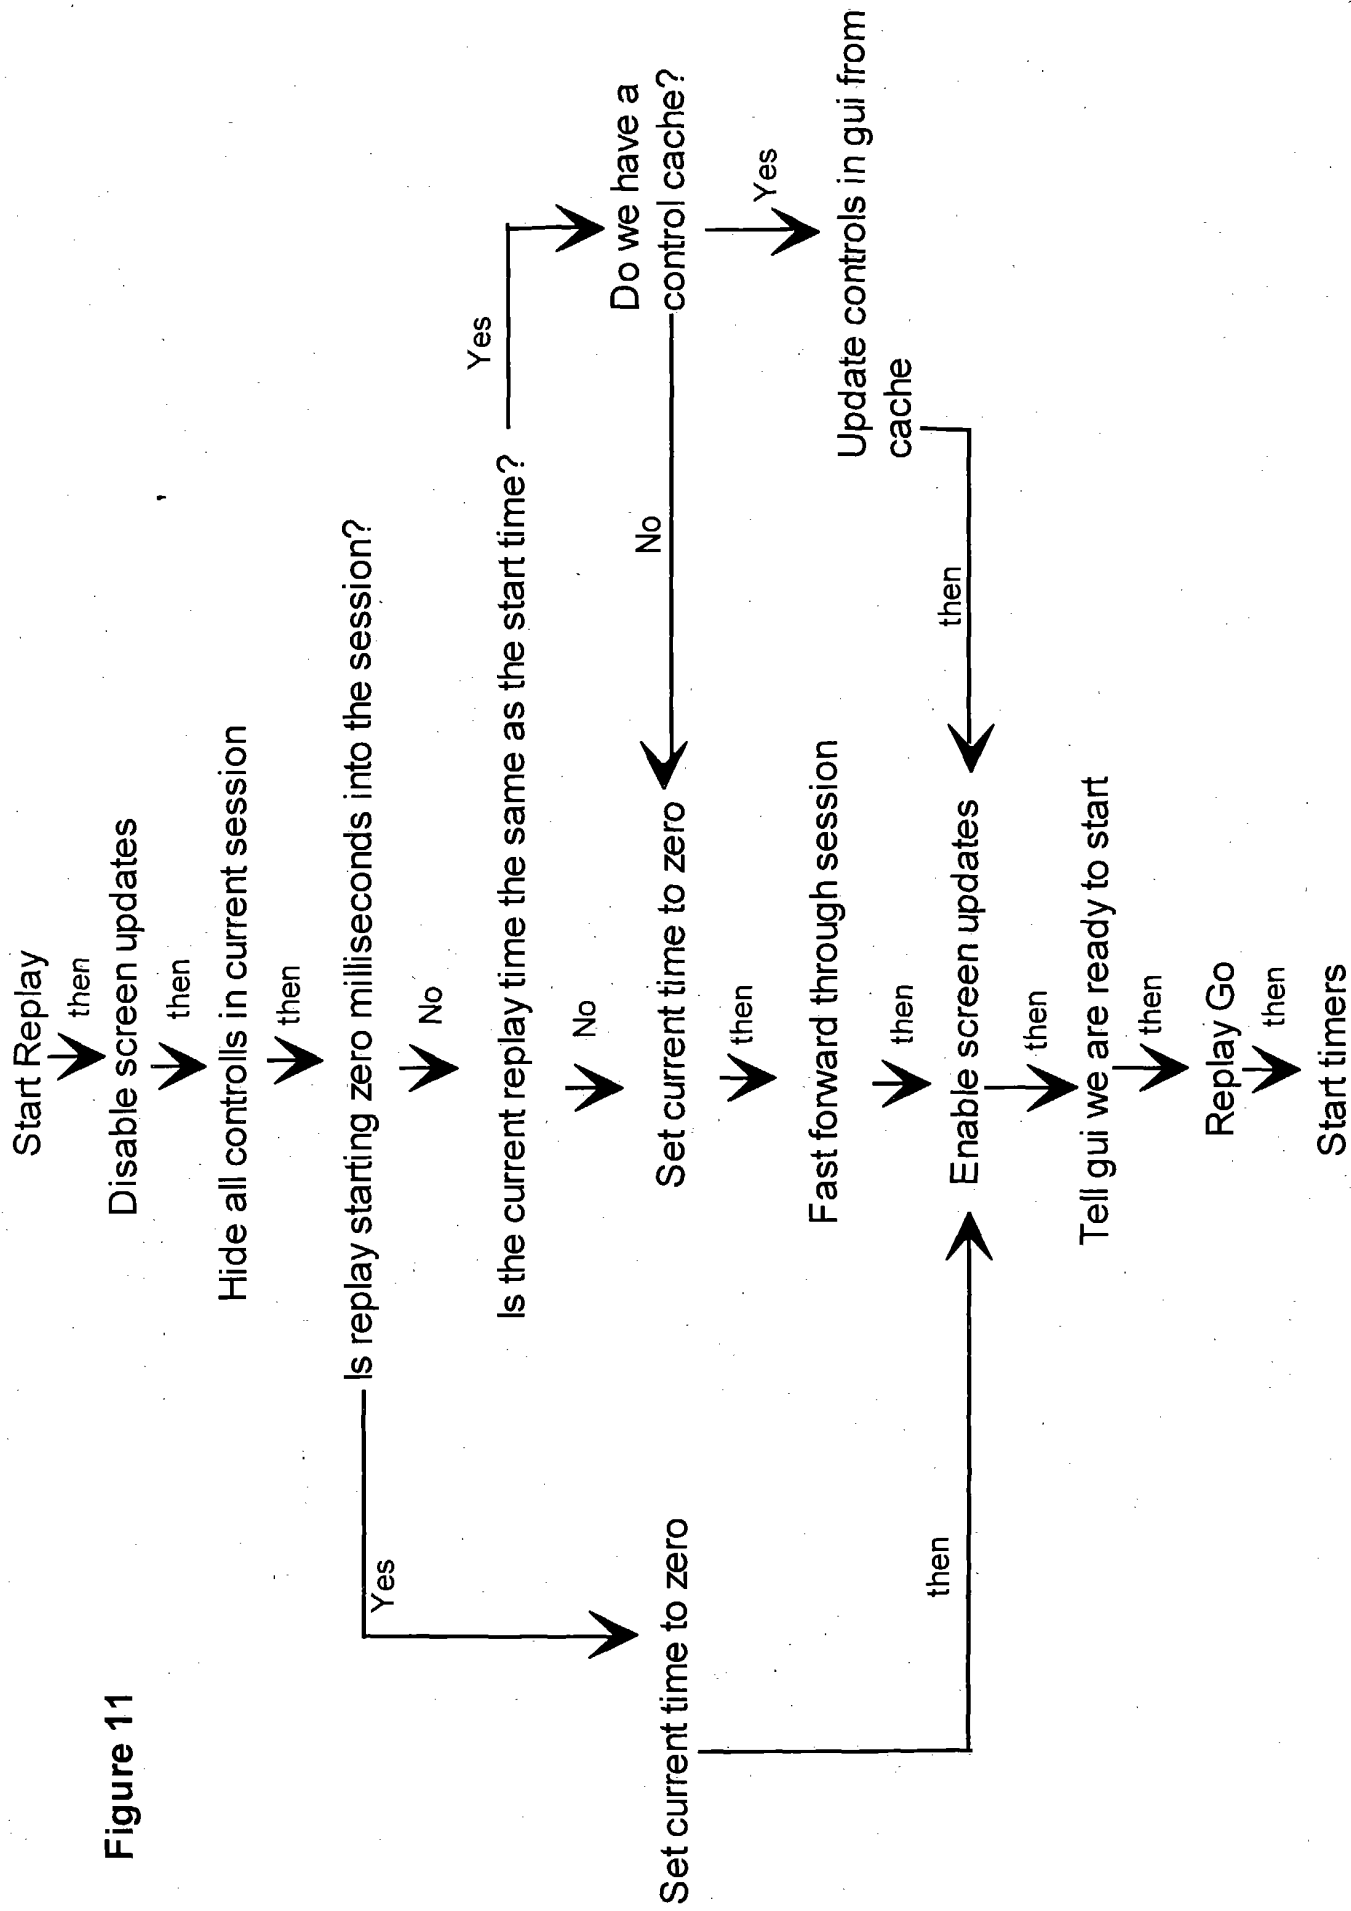 Figure 11
Start Replay
then
Disable screen updates
then
Hide all controlls in current session
then
Is replay starting zero milliseconds into the session?
Yes
No
Is the current replay time the same as the start time?
Yes
No
Do we have a
control cache?
No
Yes
Set current time to zero
Set current time to zero
then
Fast forward through session
then
Update controls in gui from
cache
then
then
Enable screen updates
then
Tell gui we are ready to start
then
Replay Go
then
Start timers